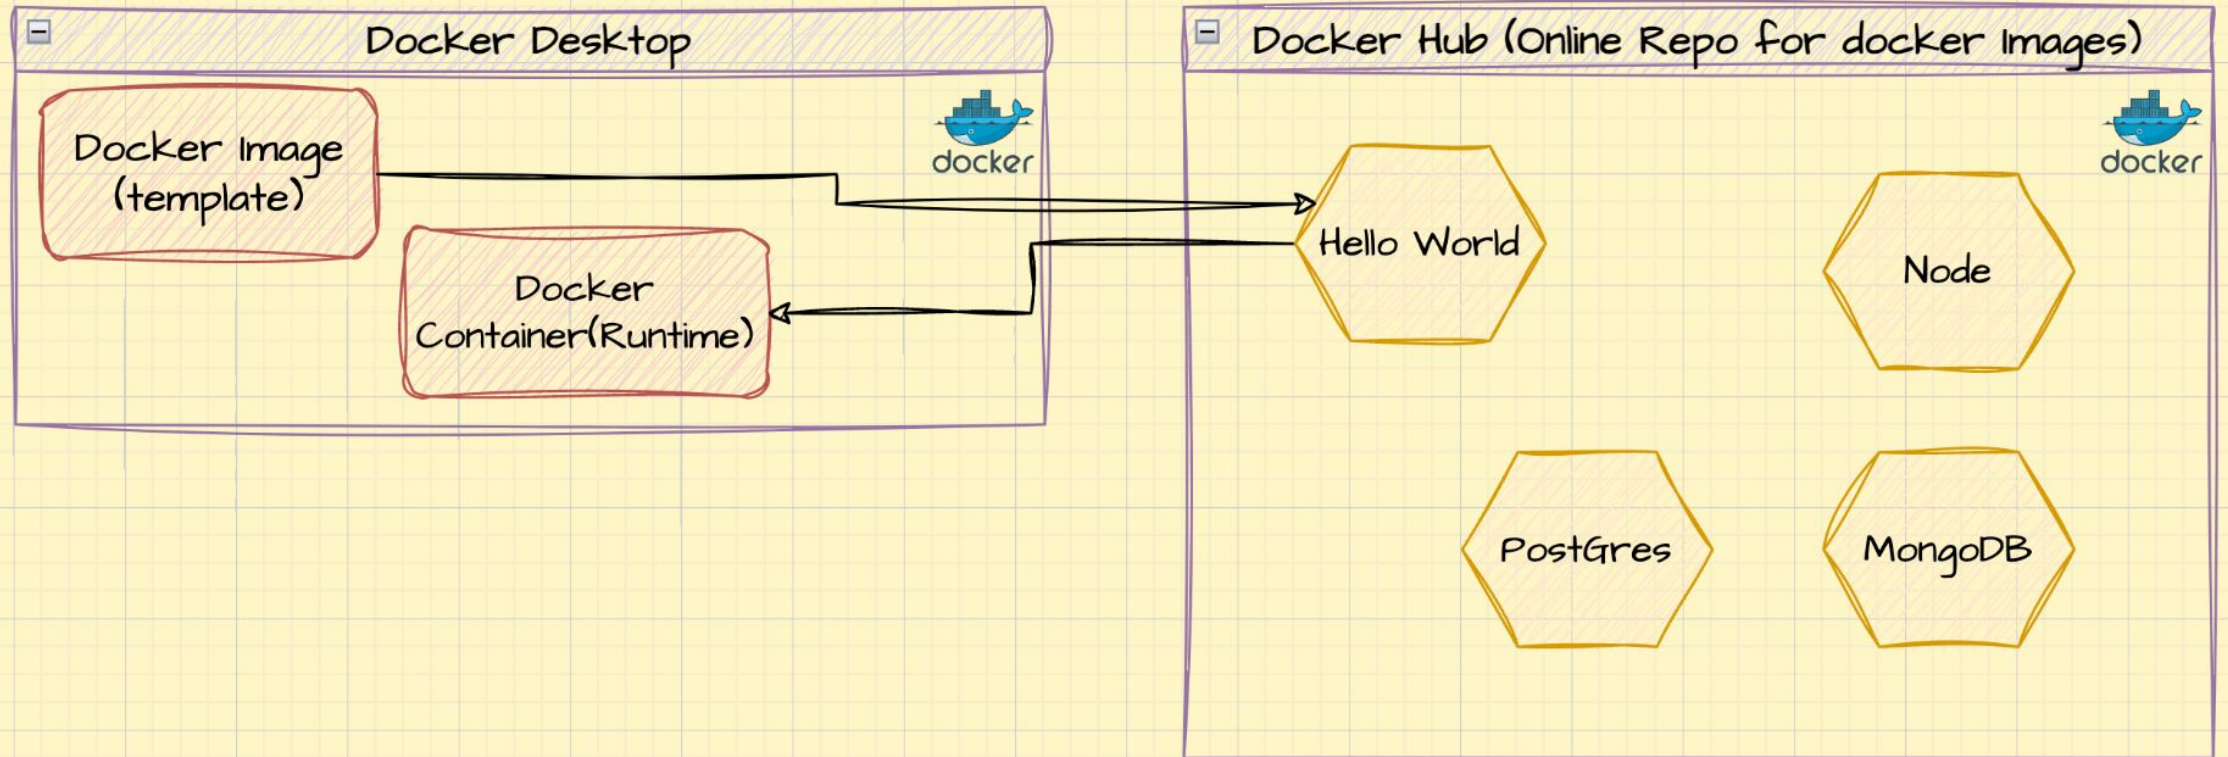 Docker Desktop
Docker Image
(template)
docker
Docker
Container(Runtime)
Docker Hub (Online Repo for docker Images)
docker
Hello World
Node
PostGres
MongoDB